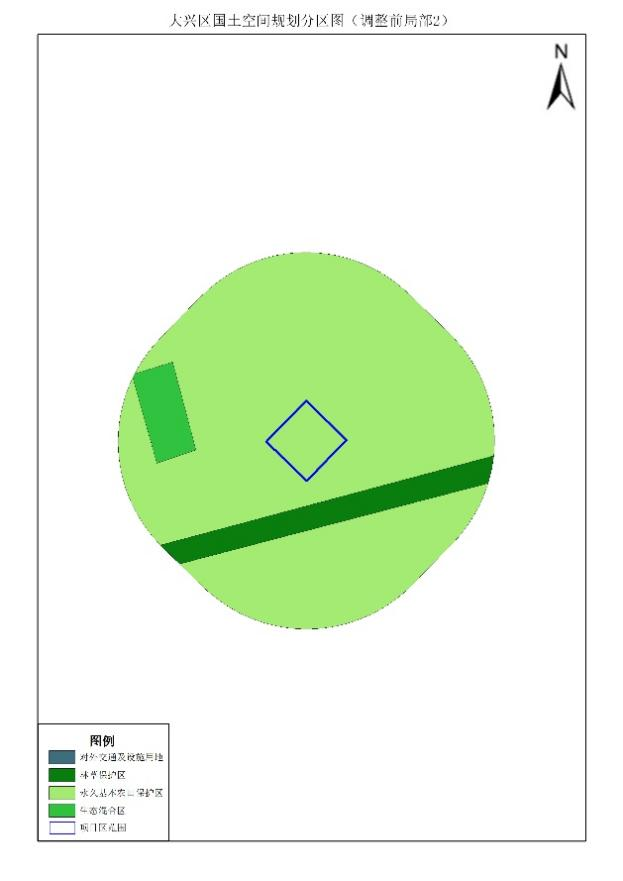 大兴区国土空间规划分区图（调整前局部2）
N
图例
对外交通及设施用地
林草保护区
永久基本农田保护区
生态混合区
项目区范围